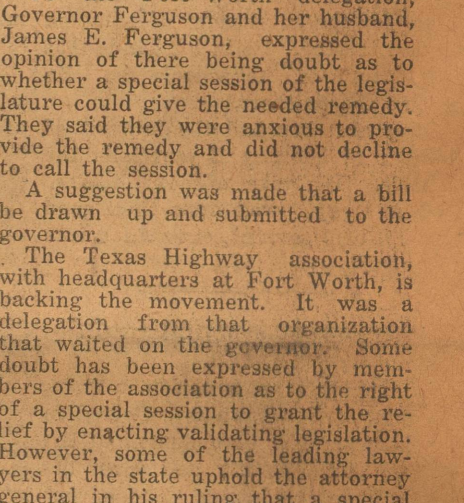 Fort Worth delegation,
Governor Ferguson and her husband,
James E. Ferguson, expressed the
opinion of there being doubt as to
whether a special session of the legis-
lature could give the needed remedy.
They said they were anxious to pro-
vide the remedy and did not decline
to call the session.
A suggestion was made that a bill
be drawn up and submitted to the
governor.
The Texas Highway association,
with headquarters at Fort Worth, is
backing the movement. It was a
delegation from that organization
that waited on the governor. Some
doubt has been expressed by mem-
bers of the association as to the right
of a special session to grant the re-
lief by enacting validating legislation.
However, some of the leading law-
yers in the state uphold the attorney
general in his ruling that a special